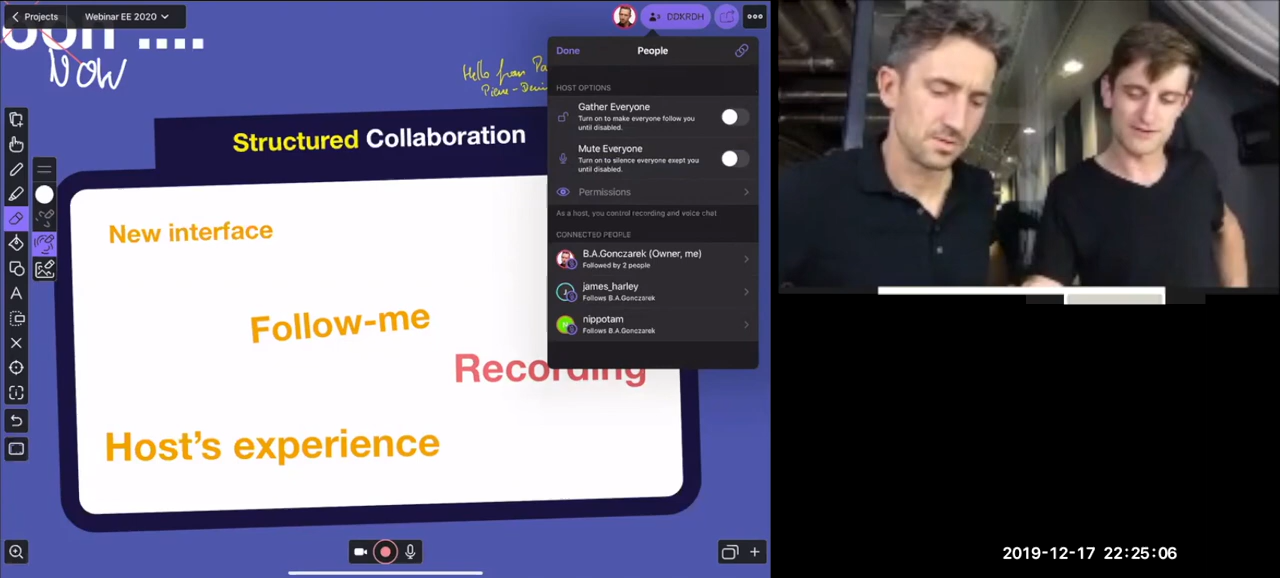 Projects
Webinar EE 2020
DDKRDH
Now
Hello from
Pierre-
Structured Collaboration
New interface
Follow-me
Recording
Host's experience
Done
People
HOST OPTIONS
Gather Everyone
Turn on to make everyone follow you
until disabled.
Mute Everyone
Turn on to silence everyone exept you
until disabled.
Permissions
As a host, you control recording and voice chat
CONNECTED PEOPLE
B.A.Gonczarek (Owner, me)
Followed by 2 people
james_harley
Follows B.A.Gonczarek
nippotam
Follows B.A.Gonczarek
2019-12-17 22:25:06